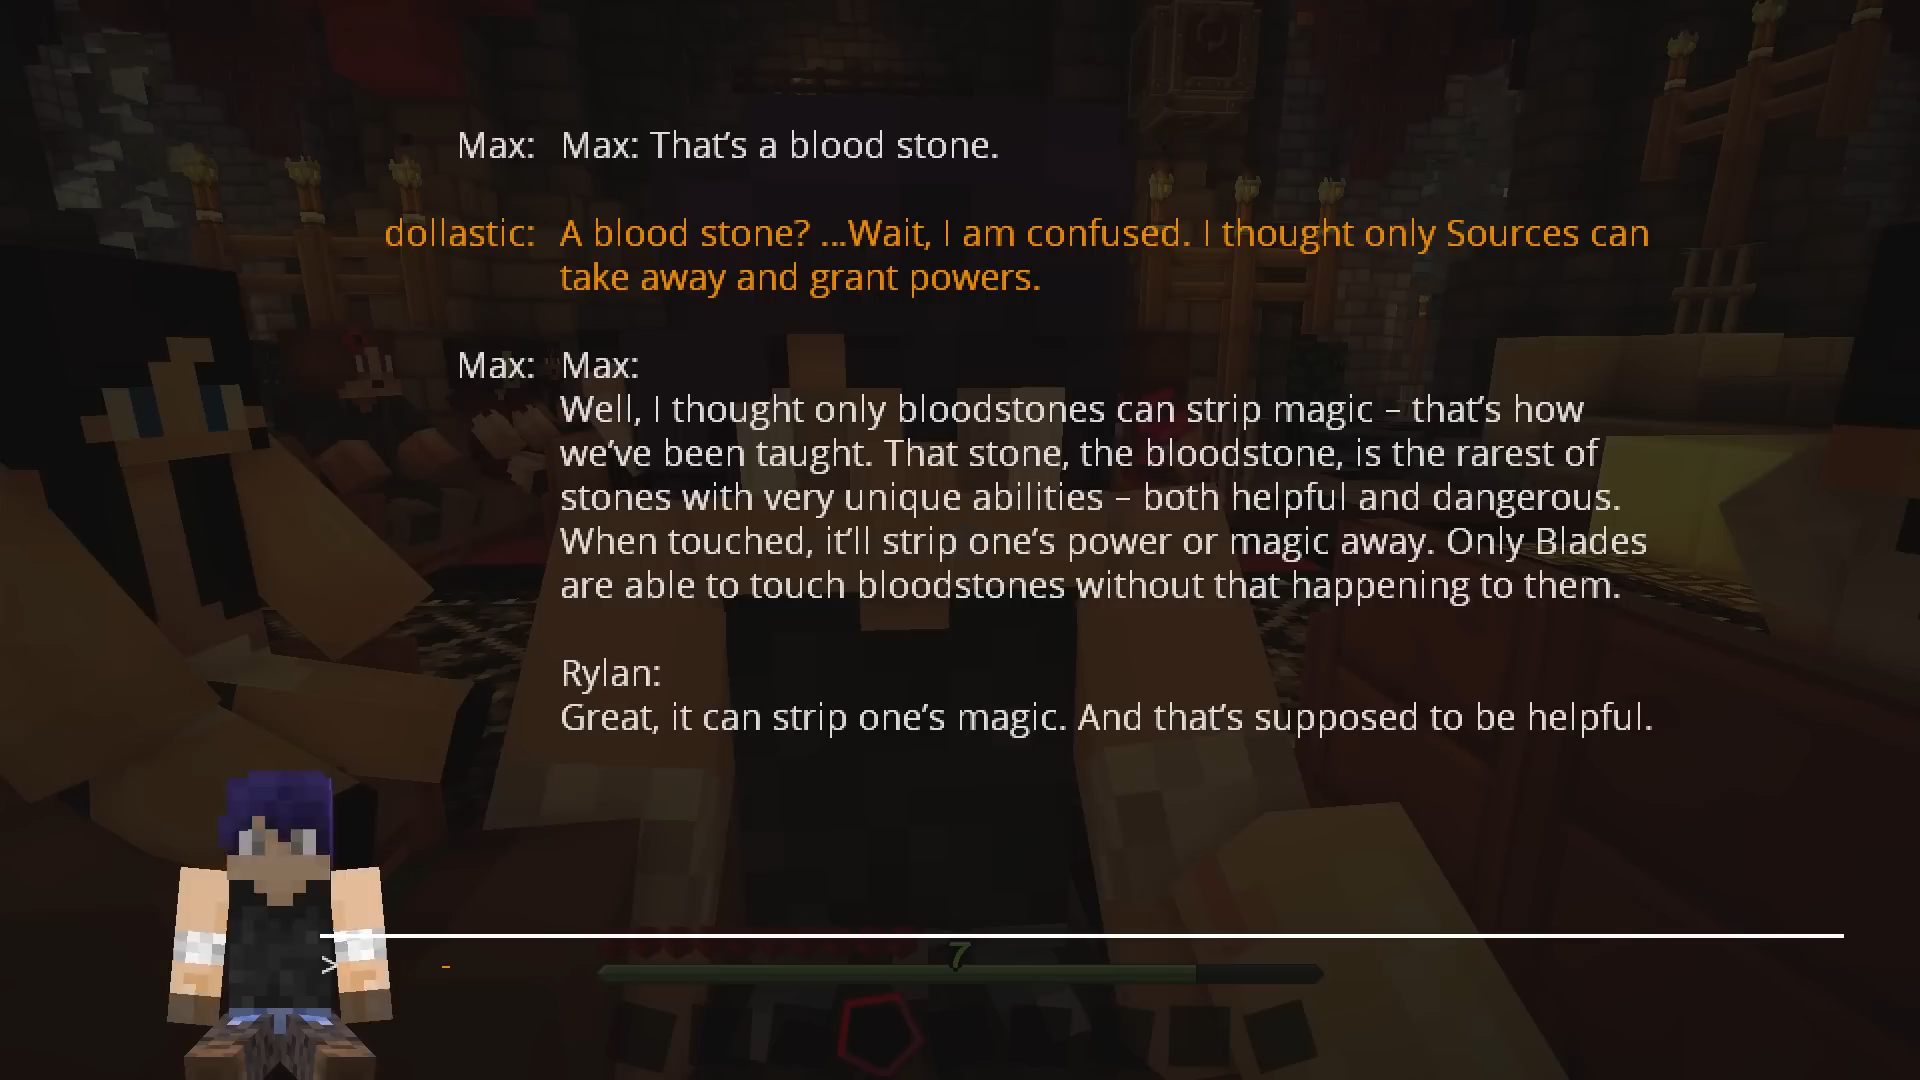 Max: Max: That's a blood stone.
dollastic: A blood stone? ...Wait, I am confused. I thought only Sources can
take away and grant powers.
Max: Max:
Well, I thought only bloodstones can strip magic – that's how
we've been taught. That stone, the bloodstone, is the rarest of
stones with very unique abilities – both helpful and dangerous.
When touched, it'll strip one's power or magic away. Only Blades
are able to touch bloodstones without that happening to them.
Rylan:
Great, it can strip one's magic. And that's supposed to be helpful.
7
> _